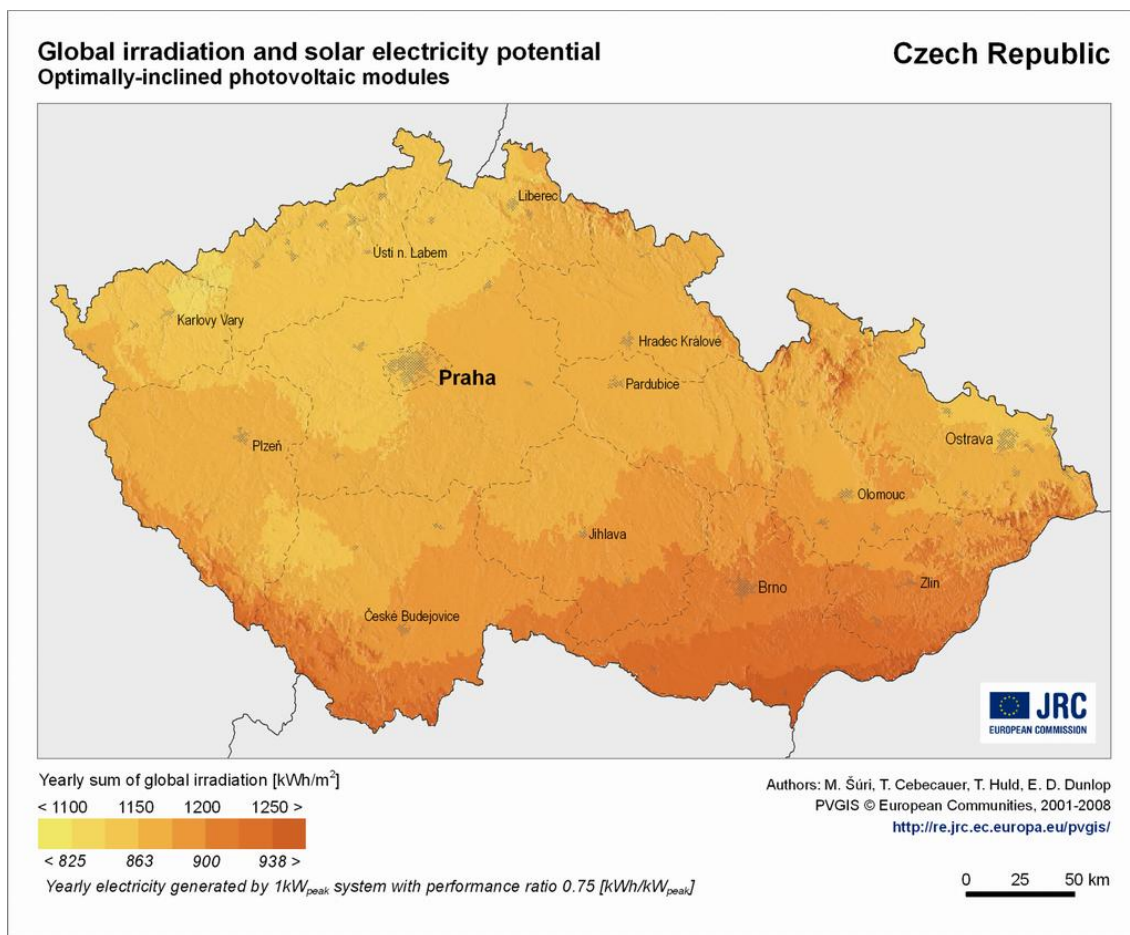 Global irradiation and solar electricity potential
Optimally-inclined photovoltaic modules
Czech Republic
Liberec
Ústí n. Labem
Karlovy Vary
Hradec Králové
Praha
Pardubice
Plzeň
Ostrava
Olomouc
Jihlava
Brno
Zlín
České Budejovice
JRC
EUROPEAN COMMISSION
Yearly sum of global irradiation [kWh/m²]
< 1100 1150 1200 1250 >
< 825 863 900 938 >
Yearly electricity generated by 1kWpeak system with performance ratio 0.75 [kWh/kWpeak]
Authors: M. Šúri, T. Cebecauer, T. Huld, E. D. Dunlop
PVGIS © European Communities, 2001-2008
http://re.jrc.ec.europa.eu/pvgis/
0 25 50 km